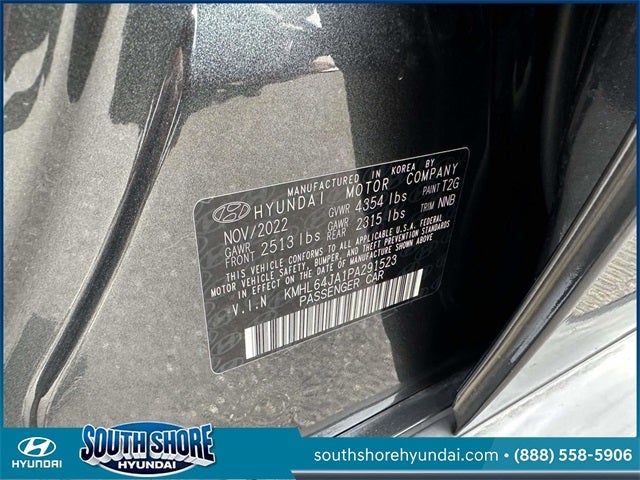 MANUFACTURED IN KOREA BY
HYUNDAI MOTOR COMPANY
NOV/2022 GVWR 4354 lbs PAINT T2G
GAWR FRONT 2513 lbs GAWR REAR 2315 lbs TRIM NNB
THIS VEHICLE CONFORMS TO ALL APPLICABLE U.S.A. FEDERAL
MOTOR VEHICLE SAFETY, BUMPER, AND THEFT PREVENTION STANDARDS
IN EFFECT ON THE DATE OF MANUFACTURE SHOWN ABOVE.
V.I.N KMHL64JA1PA291523
PASSENGER CAR
HYUNDAI
SOUTH SHORE
HYUNDAI
southshorehyundai.com • (888) 558-5906